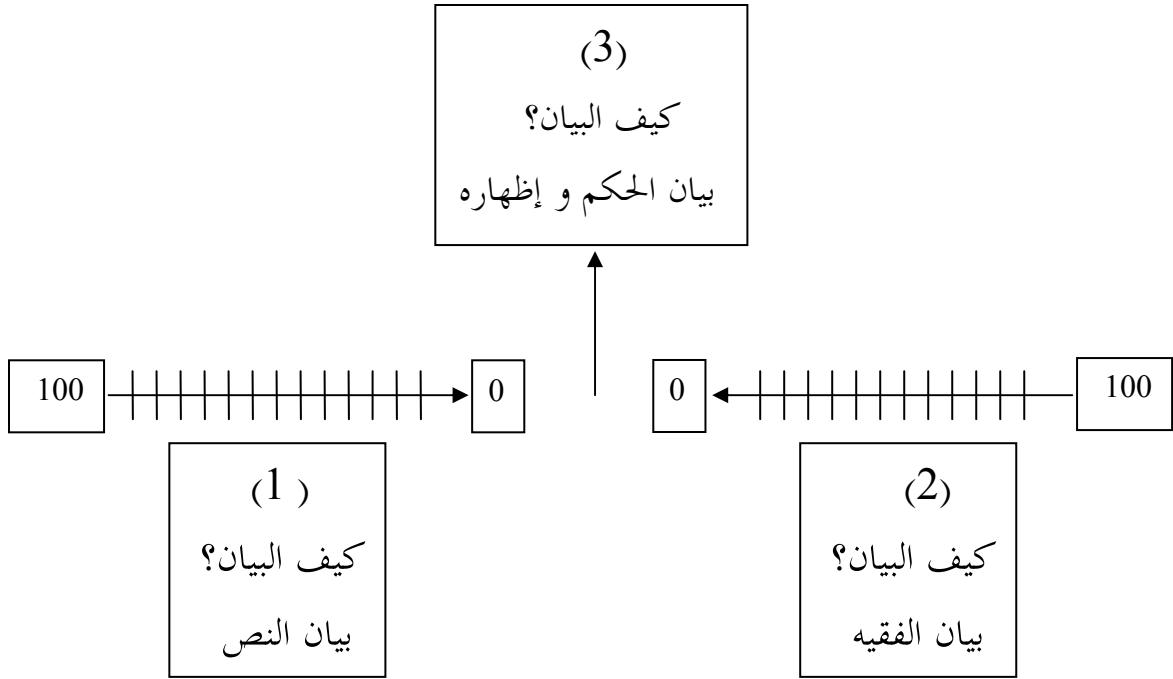 (3)
كيف البيان؟
بيان الحكم و إظهاره
100
0
0
100
(1 )
كيف البيان؟
بيان النص
(2)
كيف البيان؟
بيان الفقيه